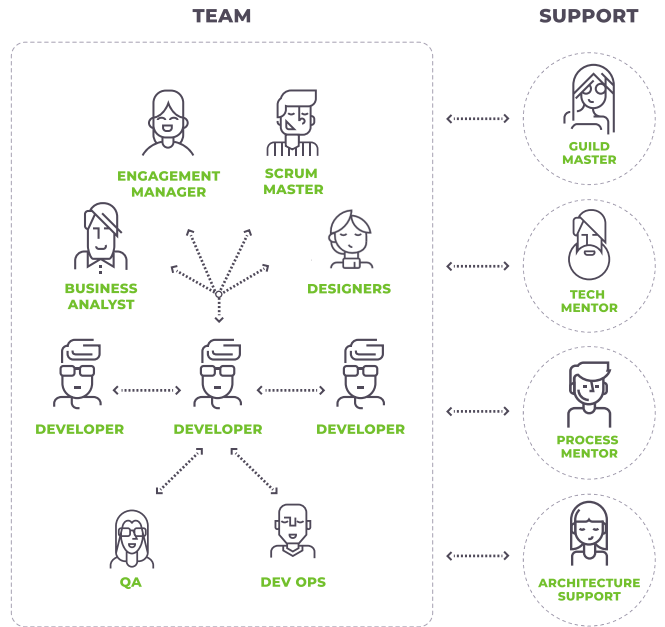 TEAM
SUPPORT
ENGAGEMENT
MANAGER
SCRUM
MASTER
GUILD
MASTER
BUSINESS
ANALYST
DESIGNERS
TECH
MENTOR
DEVELOPER
DEVELOPER
DEVELOPER
PROCESS
MENTOR
QA
DEV OPS
ARCHITECTURE
SUPPORT